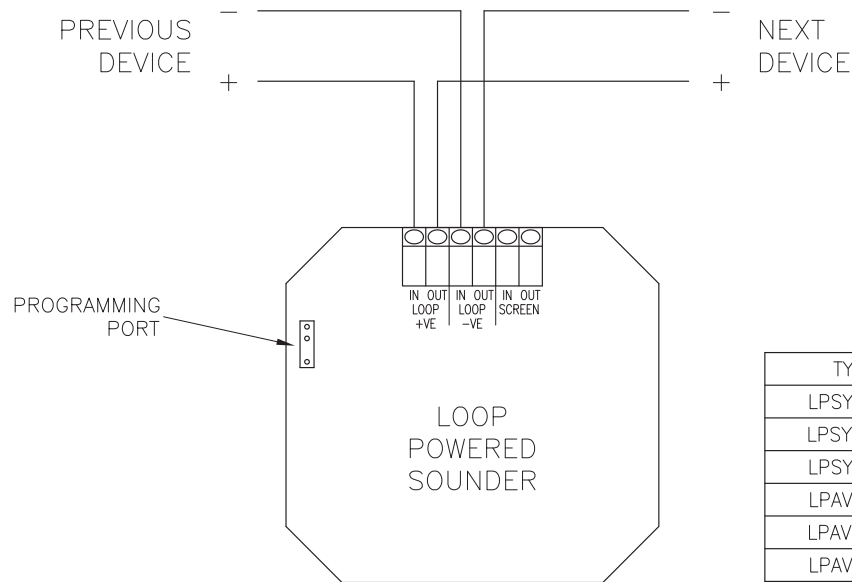 PREVIOUS
DEVICE
−
+
−
+
NEXT
DEVICE
PROGRAMMING
PORT
IN OUT IN OUT IN OUT
LOOP LOOP SCREEN
+VE −VE
LOOP
POWERED
SOUNDER
TY
LPSY
LPSY
LPSY
LPAV
LPAV
LPAV